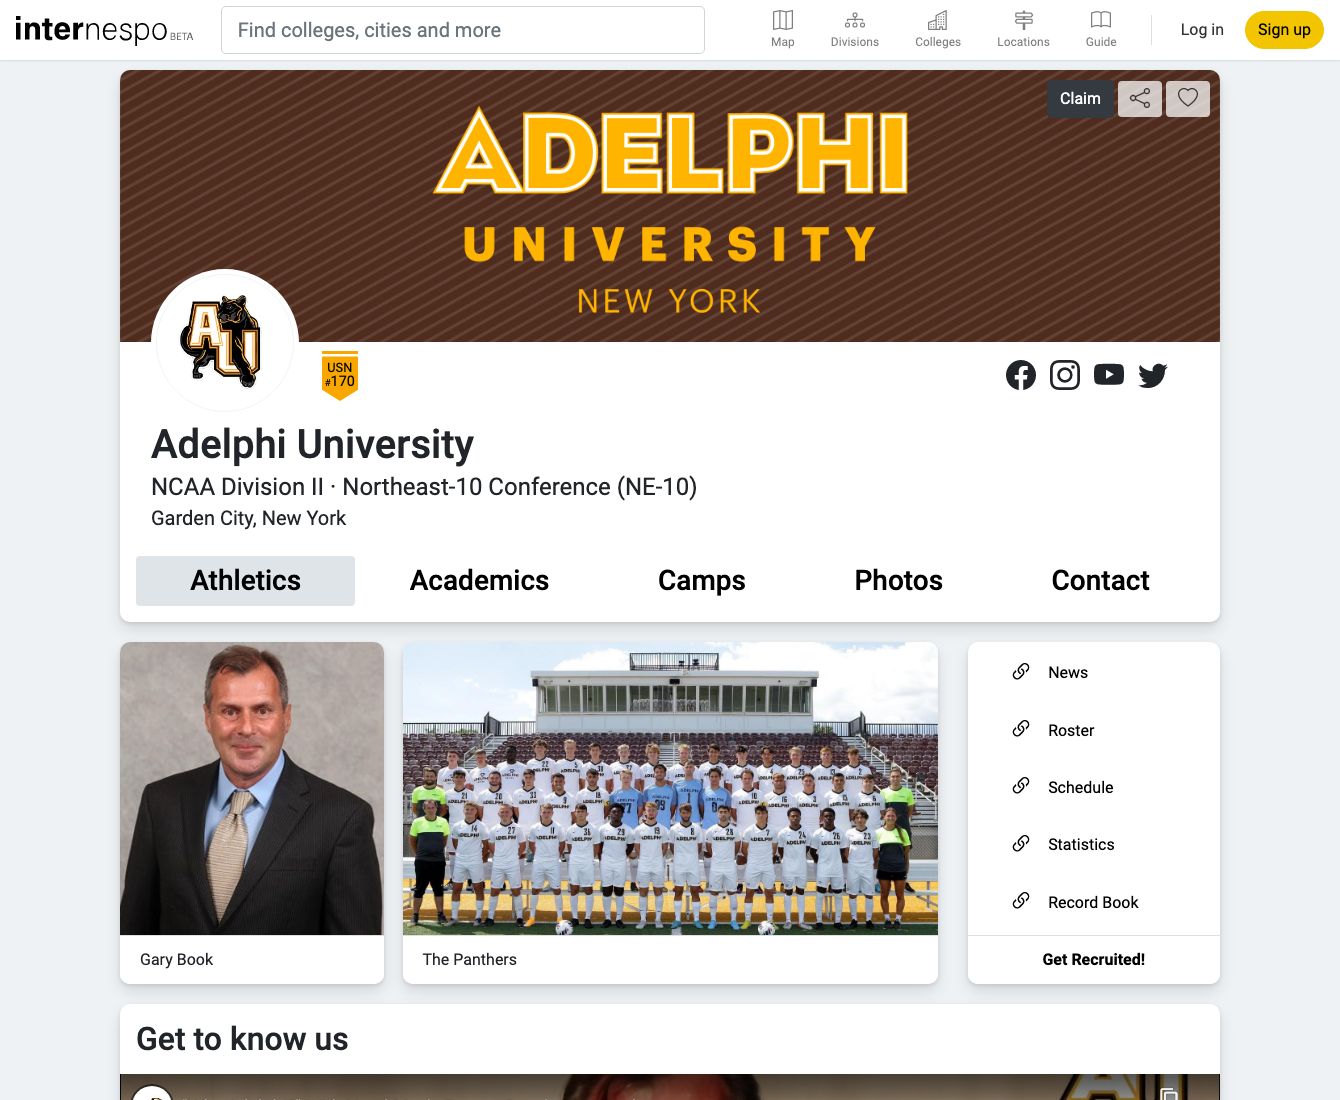 internespo BETA
Find colleges, cities and more
Map
Divisions
Colleges
Locations
Guide
Log in
Sign up
Claim
ADELPHI
UNIVERSITY
NEW YORK
AU
USN
#170
Adelphi University
NCAA Division II · Northeast-10 Conference (NE-10)
Garden City, New York
Athletics
Academics
Camps
Photos
Contact
News
Roster
Schedule
Statistics
Record Book
Gary Book
The Panthers
Get Recruited!
Get to know us